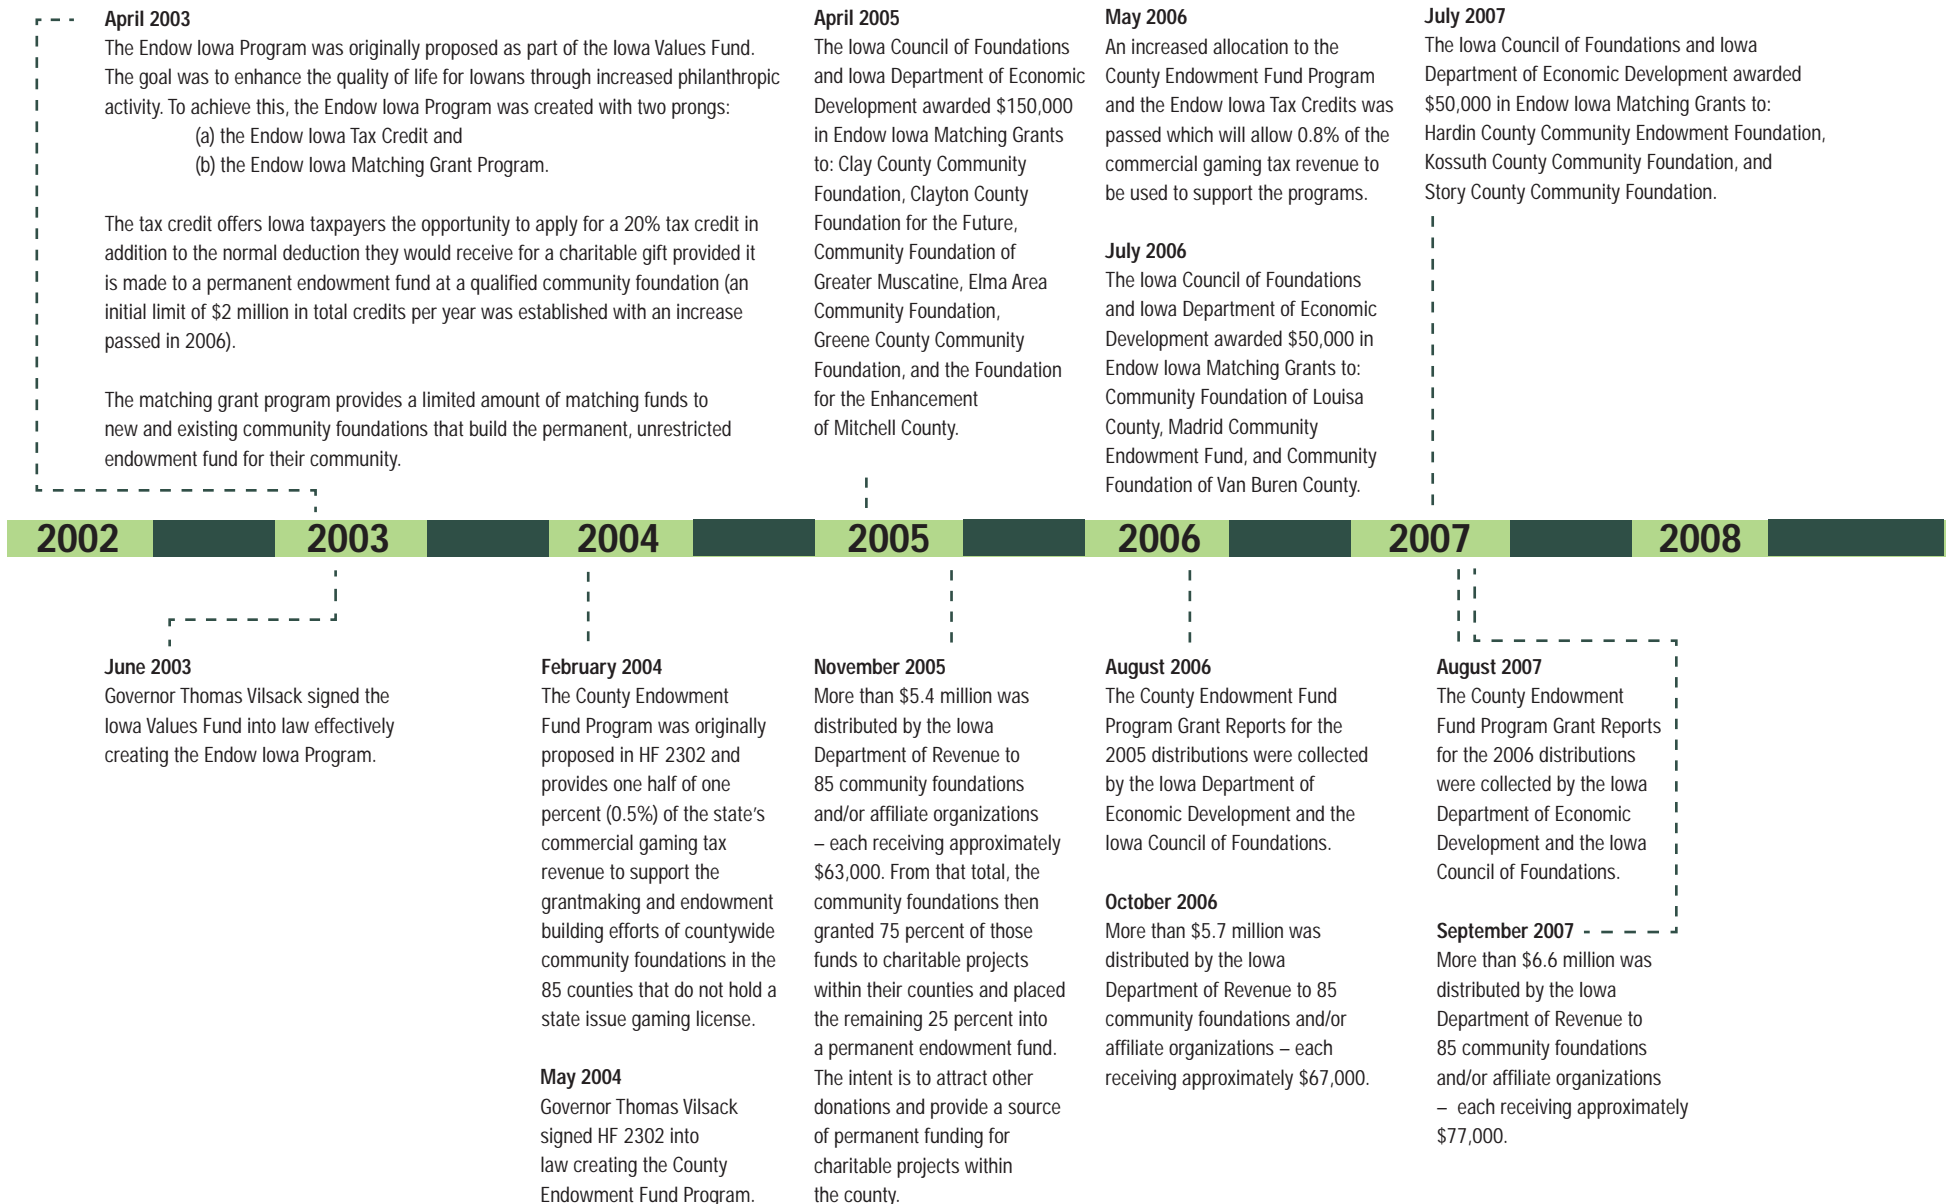 April 2003
The Endow Iowa Program was originally proposed as part of the Iowa Values Fund.
The goal was to enhance the quality of life for Iowans through increased philanthropic
activity. To achieve this, the Endow Iowa Program was created with two prongs:
(a) the Endow Iowa Tax Credit and
(b) the Endow Iowa Matching Grant Program.
The tax credit offers Iowa taxpayers the opportunity to apply for a 20% tax credit in
addition to the normal deduction they would receive for a charitable gift provided it
is made to a permanent endowment fund at a qualified community foundation (an
initial limit of $2 million in total credits per year was established with an increase
passed in 2006).
The matching grant program provides a limited amount of matching funds to
new and existing community foundations that build the permanent, unrestricted
endowment fund for their community.
April 2005
The Iowa Council of Foundations
and Iowa Department of Economic
Development awarded $150,000
in Endow Iowa Matching Grants
to: Clay County Community
Foundation, Clayton County
Foundation for the Future,
Community Foundation of
Greater Muscatine, Elma Area
Community Foundation,
Greene County Community
Foundation, and the Foundation
for the Enhancement
of Mitchell County.
May 2006
An increased allocation to the
County Endowment Fund Program
and the Endow Iowa Tax Credits was
passed which will allow 0.8% of the
commercial gaming tax revenue to
be used to support the programs.
July 2006
The Iowa Council of Foundations
and Iowa Department of Economic
Development awarded $50,000 in
Endow Iowa Matching Grants to:
Community Foundation of Louisa
County, Madrid Community
Endowment Fund, and Community
Foundation of Van Buren County.
July 2007
The Iowa Council of Foundations and Iowa
Department of Economic Development awarded
$50,000 in Endow Iowa Matching Grants to:
Hardin County Community Endowment Foundation,
Kossuth County Community Foundation, and
Story County Community Foundation.
2002 2003 2004 2005 2006 2007 2008
June 2003
Governor Thomas Vilsack signed the
Iowa Values Fund into law effectively
creating the Endow Iowa Program.
February 2004
The County Endowment
Fund Program was originally
proposed in HF 2302 and
provides one half of one
percent (0.5%) of the state's
commercial gaming tax
revenue to support the
grantmaking and endowment
building efforts of countywide
community foundations in the
85 counties that do not hold a
state issue gaming license.
May 2004
Governor Thomas Vilsack
signed HF 2302 into
law creating the County
Endowment Fund Program.
November 2005
More than $5.4 million was
distributed by the Iowa
Department of Revenue to
85 community foundations
and/or affiliate organizations
– each receiving approximately
$63,000. From that total, the
community foundations then
granted 75 percent of those
funds to charitable projects
within their counties and placed
the remaining 25 percent into
a permanent endowment fund.
The intent is to attract other
donations and provide a source
of permanent funding for
charitable projects within
the county.
August 2006
The County Endowment Fund
Program Grant Reports for the
2005 distributions were collected
by the Iowa Department of
Economic Development and the
Iowa Council of Foundations.
October 2006
More than $5.7 million was
distributed by the Iowa
Department of Revenue to 85
community foundations and/or
affiliate organizations – each
receiving approximately $67,000.
August 2007
The County Endowment
Fund Program Grant Reports
for the 2006 distributions
were collected by the Iowa
Department of Economic
Development and the Iowa
Council of Foundations.
September 2007
More than $6.6 million was
distributed by the Iowa
Department of Revenue to
85 community foundations
and/or affiliate organizations
– each receiving approximately
$77,000.